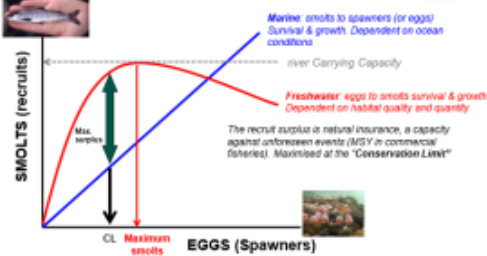 Marine: smolts to spawners (or eggs)
Survival & growth. Dependent on ocean
conditions
river Carrying Capacity
Freshwater: eggs to smolts survival & growth
Dependent on habitat quality and quantity
The recruit surplus is natural insurance, a capacity
against unforeseen events (MSY in commercial
fisheries). Maximised at the "Conservation Limit"
SMOLTS (recruits)
Max.
surplus
CL
Maximum
smolts
EGGS (Spawners)